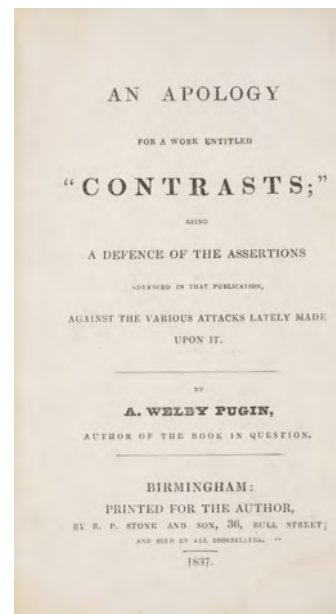 AN APOLOGY
FOR A WORK ENTITLED
“CONTRASTS;”
BEING
A DEFENCE OF THE ASSERTIONS
ADVANCED IN THAT PUBLICATION,
AGAINST THE VARIOUS ATTACKS LATELY MADE
UPON IT.
BY
A. WELBY PUGIN,
AUTHOR OF THE BOOK IN QUESTION.
BIRMINGHAM:
PRINTED FOR THE AUTHOR,
BY R. P. STONE AND SON, 36, BULL STREET;
AND SOLD BY ALL BOOKSELLERS.
1837.